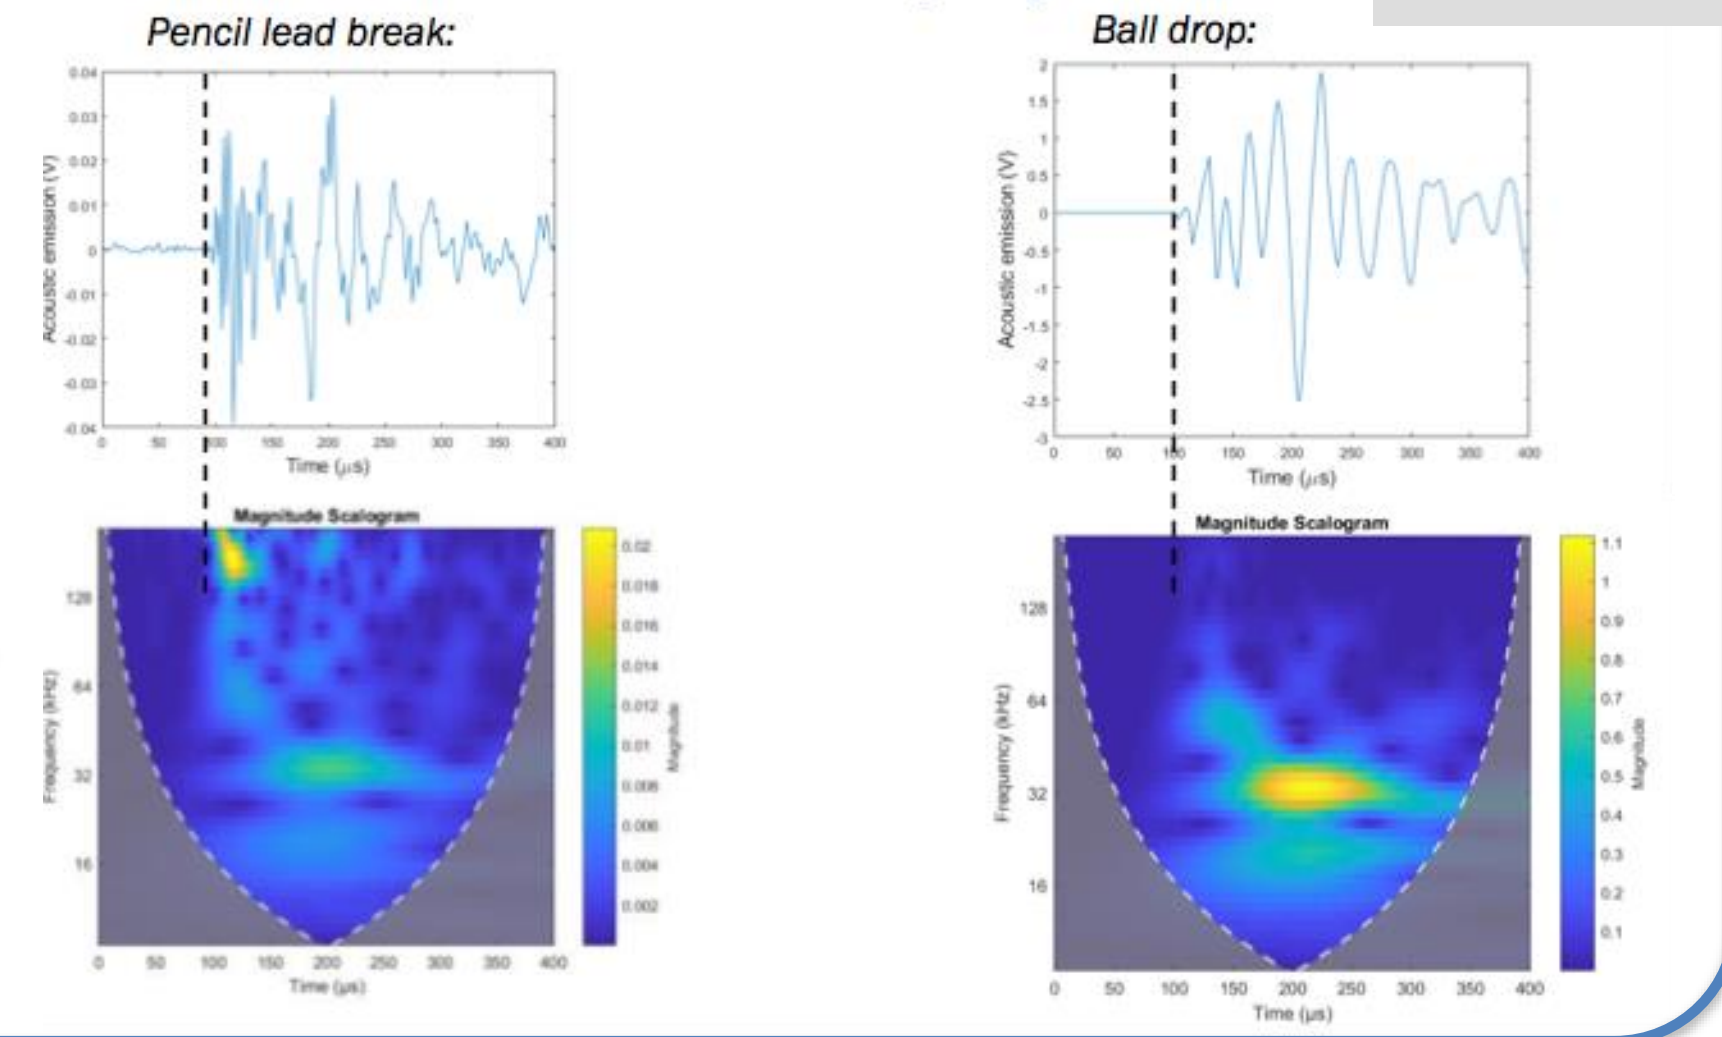 Pencil lead break:
0.04
0.03
0.02
0.01
0
-0.01
-0.02
-0.03
-0.04
Acoustic emission (V)
0 50 100 150 200 250 300 350 400
Time (μs)
Magnitude Scalogram
128
64
32
16
Frequency (kHz)
0 50 100 150 200 250 300 350 400
Time (μs)
0.02
0.018
0.016
0.014
0.012
0.01
0.008
0.006
0.004
0.002
Magnitude
Ball drop:
2
1.5
1
0.5
0
-0.5
-1
-1.5
-2
-2.5
-3
Acoustic emission (V)
0 50 100 150 200 250 300 350 400
Time (μs)
Magnitude Scalogram
128
64
32
16
Frequency (kHz)
0 50 100 150 200 250 300 350 400
Time (μs)
1.1
1
0.9
0.8
0.7
0.6
0.5
0.4
0.3
0.2
0.1
Magnitude